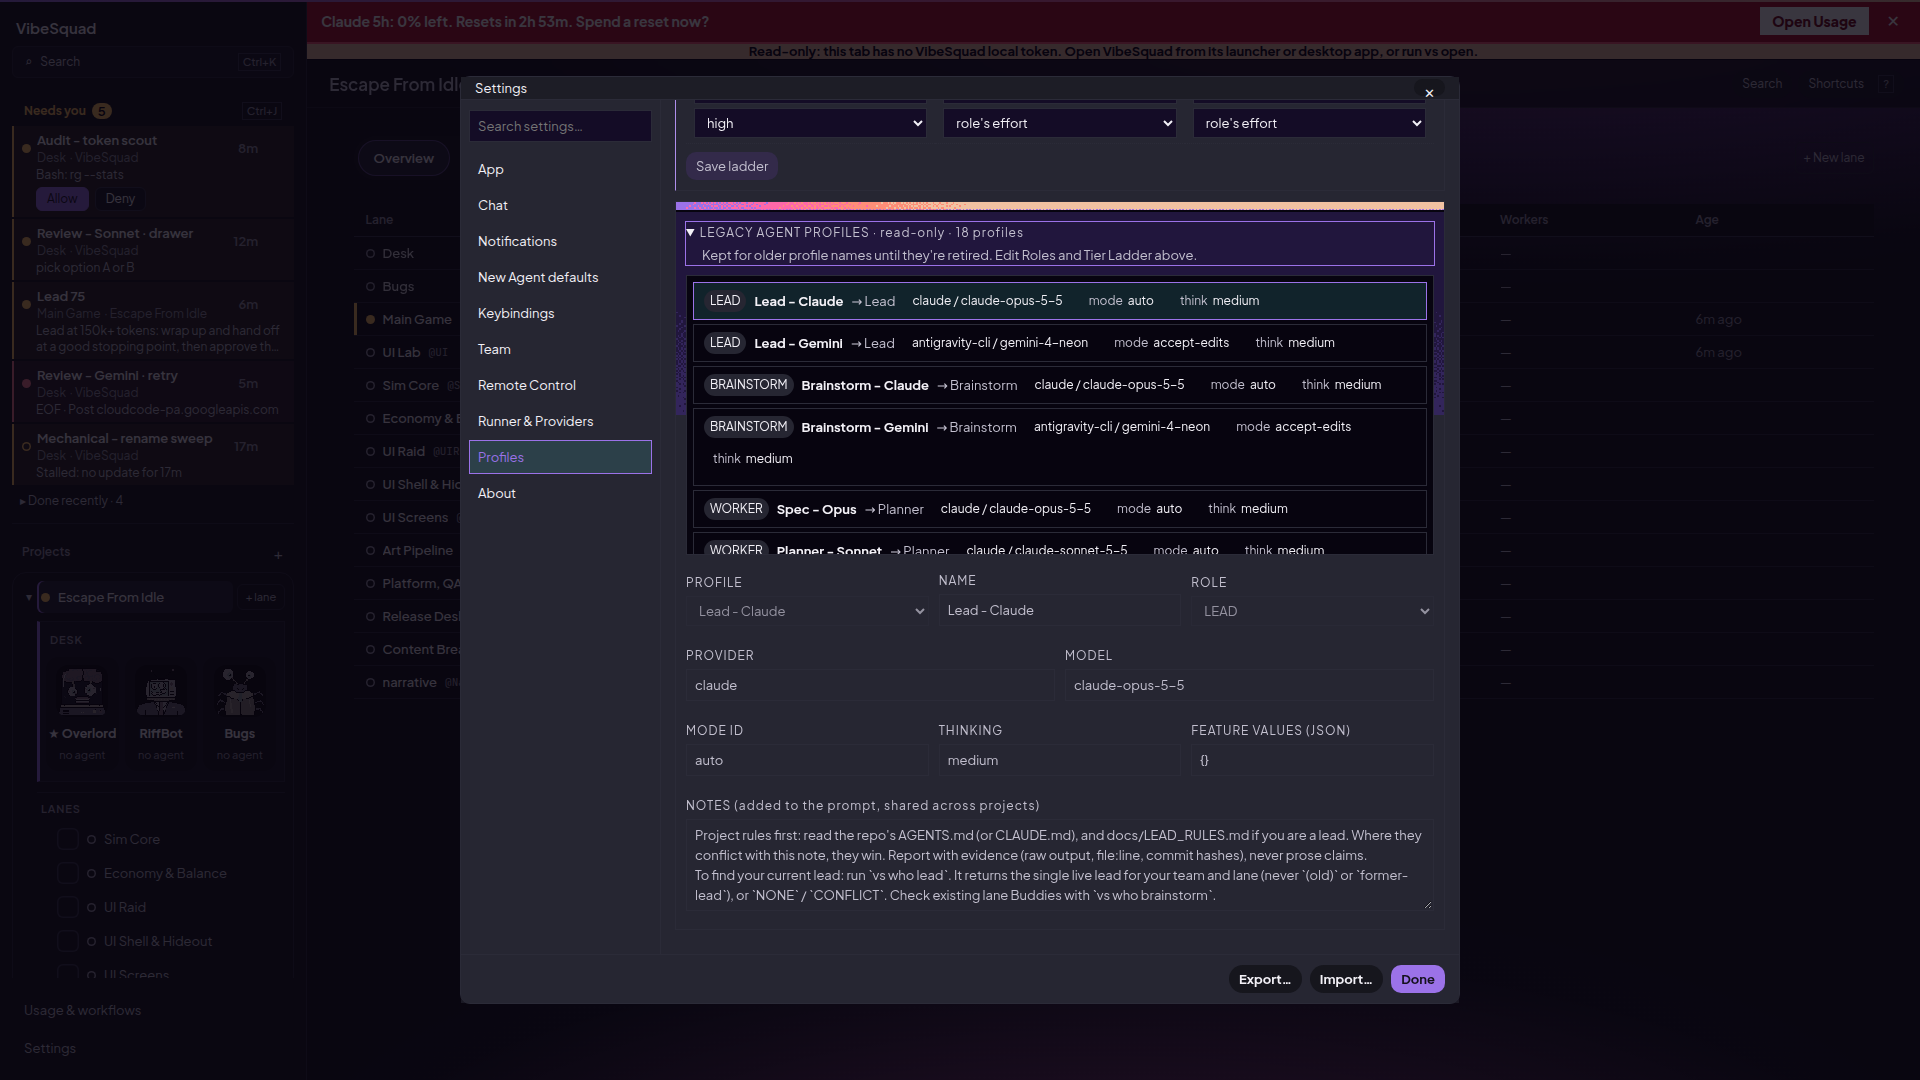 VibeSquad
Search
Ctrl+K
Needs you 5
Ctrl+J
Audit - token scout 8m
Desk · VibeSquad
Bash: rg --stats
Allow Deny
Review - Sonnet · drawer 12m
Desk · VibeSquad
pick option A or B
Lead 75 6m
Main Game · Escape From Idle
Lead at 150k+ tokens: wrap up and hand off
at a good stopping point, then approve th…
Review - Gemini · retry 5m
Desk · VibeSquad
EOF · Post cloudcode-pa.googleapis.com
Mechanical - rename sweep 17m
Desk · VibeSquad
Stalled: no update for 17m
▸ Done recently · 4
Projects +
Escape From Idle + lane
DESK
★ Overlord RiffBot Bugs
no agent no agent no agent
LANES
Sim Core
Economy & Balance
UI Raid
UI Shell & Hideout
UI Screens
Usage & workflows
Settings
Claude 5h: 0% left. Resets in 2h 53m. Spend a reset now?
Open Usage ×
Read-only: this tab has no VibeSquad local token. Open VibeSquad from its launcher or desktop app, or run vs open.
Escape From Idle
Search Shortcuts ?
Overview
+ New lane
Lane Workers Age
Desk —
Bugs —
Main Game — 6m ago
UI Lab @UI — 6m ago
Sim Core —
Economy & —
UI Raid @UIR —
UI Shell & Hid —
UI Screens —
Art Pipeline —
Platform, QA —
Release Des —
Content Brea —
narrative —
Settings ×
Search settings…
App
Chat
Notifications
New Agent defaults
Keybindings
Team
Remote Control
Runner & Providers
Profiles
About
high role's effort role's effort
Save ladder
▼ LEGACY AGENT PROFILES · read-only · 18 profiles
Kept for older profile names until they're retired. Edit Roles and Tier Ladder above.
LEAD Lead - Claude → Lead claude / claude-opus-5-5 mode auto think medium
LEAD Lead - Gemini → Lead antigravity-cli / gemini-4-neon mode accept-edits think medium
BRAINSTORM Brainstorm - Claude → Brainstorm claude / claude-opus-5-5 mode auto think medium
BRAINSTORM Brainstorm - Gemini → Brainstorm antigravity-cli / gemini-4-neon mode accept-edits
think medium
WORKER Spec - Opus → Planner claude / claude-opus-5-5 mode auto think medium
WORKER Planner - Sonnet → Planner claude / claude-sonnet-5-5 mode auto think medium
PROFILE NAME ROLE
Lead - Claude Lead - Claude LEAD
PROVIDER MODEL
claude claude-opus-5-5
MODE ID THINKING FEATURE VALUES (JSON)
auto medium {}
NOTES (added to the prompt, shared across projects)
Project rules first: read the repo's AGENTS.md (or CLAUDE.md), and docs/LEAD_RULES.md if you are a lead. Where they
conflict with this note, they win. Report with evidence (raw output, file:line, commit hashes), never prose claims.
To find your current lead: run `vs who lead`. It returns the single live lead for your team and lane (never `(old)` or `former-
lead`), or `NONE` / `CONFLICT`. Check existing lane Buddies with `vs who brainstorm`.
Export… Import… Done